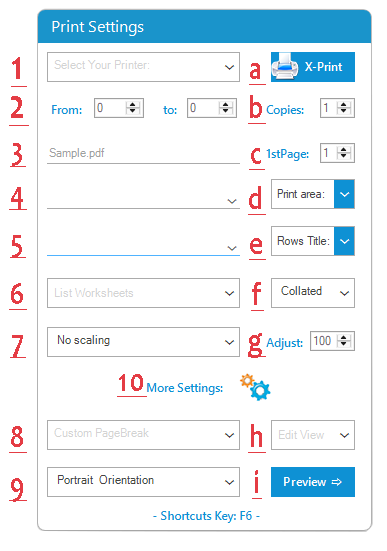 Print Settings
1 Select Your Printer: a X-Print
2 From: 0 to: 0 b Copies: 1
3 Sample.pdf c 1stPage: 1
4 d Print area:
5 e Rows Title:
6 List Worksheets f Collated
7 No scaling g Adjust: 100
10 More Settings:
8 Custom PageBreak h Edit View
9 Portrait Orientation i Preview ⇨
- Shortcuts Key: F6 -